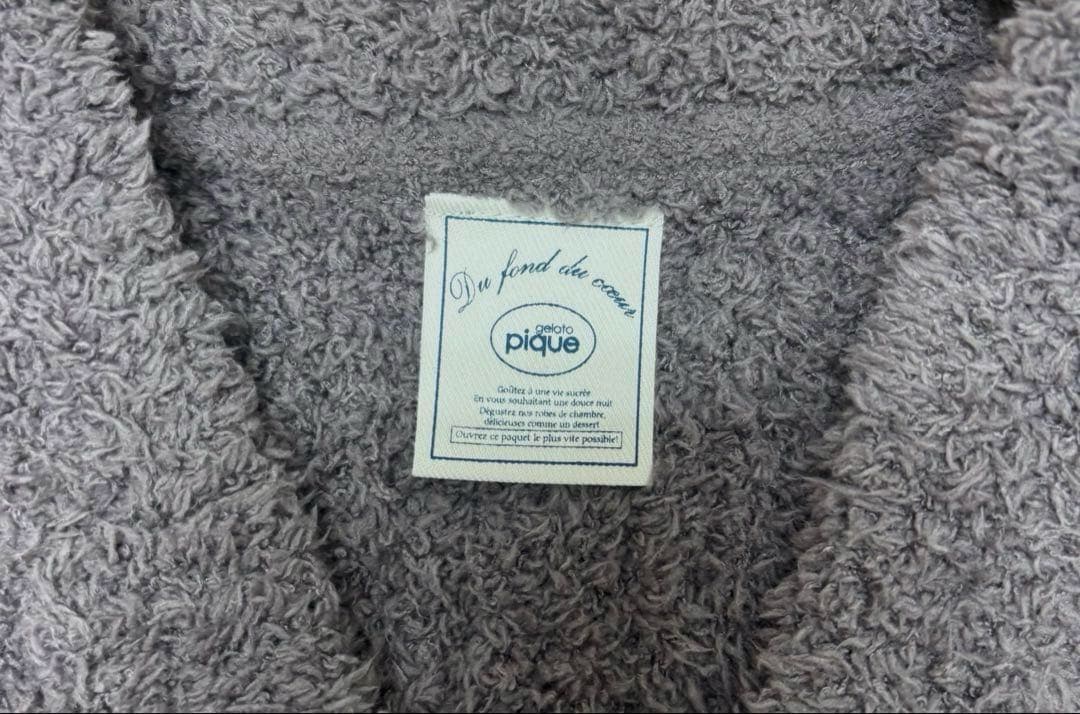 Du fond du cœur
gelato
pique
Goûtez à une vie sucrée
En vous souhaitant une douce nuit
Dégustez nos robes de chambre,
délicieuses comme un dessert
Ouvrez ce paquet le plus vite possible!